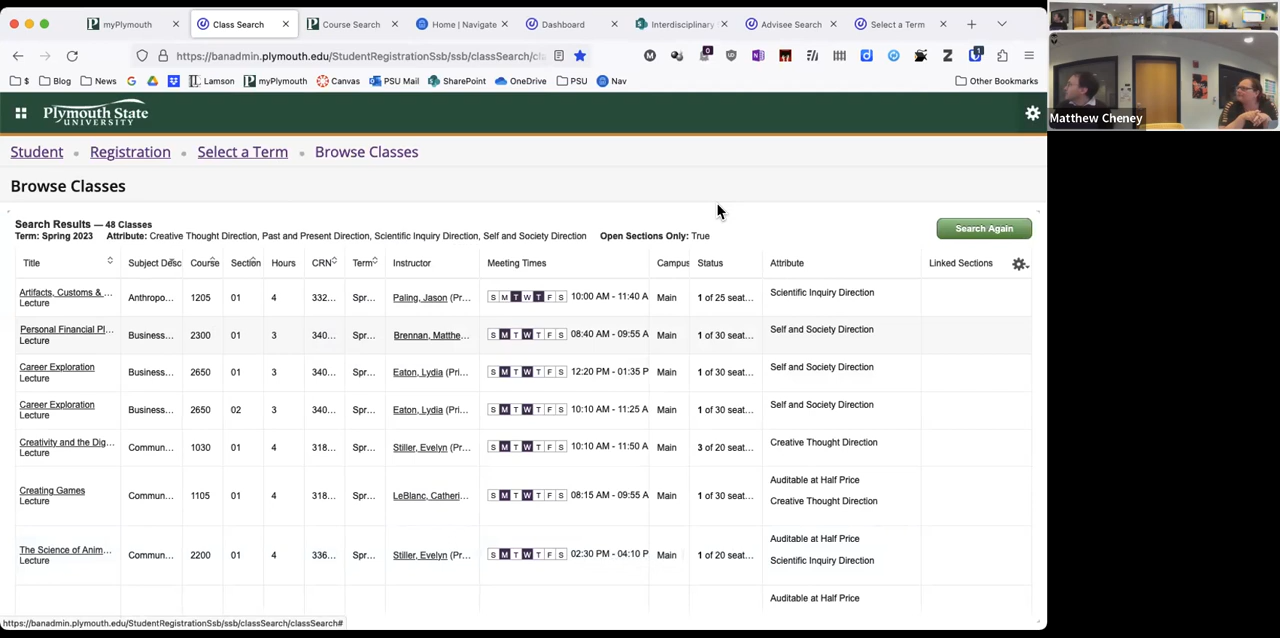 myPlymouth
Class Search
Course Search
Home | Navigate
Dashboard
Interdisciplinary
Advisee Search
Select a Term
https://banadmin.plymouth.edu/StudentRegistrationSsb/ssb/classSearch/classSearch
$
Blog
News
Lamson
myPlymouth
Canvas
PSU Mail
SharePoint
OneDrive
PSU
Nav
Other Bookmarks
Matthew Cheney
Plymouth State
UNIVERSITY
Student • Registration • Select a Term • Browse Classes
Browse Classes
Search Results — 48 Classes
Term: Spring 2023 Attribute: Creative Thought Direction, Past and Present Direction, Scientific Inquiry Direction, Self and Society Direction Open Sections Only: True
Search Again
Title Subject Desc Course Section Hours CRN Term Instructor Meeting Times Campus Status Attribute Linked Sections
Artifacts, Customs & ... Anthropo... 1205 01 4 332... Spr... Paling, Jason (Pr... S M T W T F S 10:00 AM - 11:40 A Main 1 of 25 seat... Scientific Inquiry Direction
Lecture
Personal Financial Pl... Business... 2300 01 3 340... Spr... Brennan, Matthe... S M T W T F S 08:40 AM - 09:55 A Main 1 of 30 seat... Self and Society Direction
Lecture
Career Exploration Business... 2650 01 3 340... Spr... Eaton, Lydia (Pri... S M T W T F S 12:20 PM - 01:35 P Main 1 of 30 seat... Self and Society Direction
Lecture
Career Exploration Business... 2650 02 3 340... Spr... Eaton, Lydia (Pri... S M T W T F S 10:10 AM - 11:25 A Main 1 of 30 seat... Self and Society Direction
Lecture
Creativity and the Dig... Commun... 1030 01 4 318... Spr... Stiller, Evelyn (Pr... S M T W T F S 10:10 AM - 11:50 A Main 3 of 20 seat... Creative Thought Direction
Lecture
Creating Games Commun... 1105 01 4 318... Spr... LeBlanc, Catheri... S M T W T F S 08:15 AM - 09:55 A Main 1 of 30 seat... Auditable at Half Price
Lecture Creative Thought Direction
The Science of Anim... Commun... 2200 01 4 336... Spr... Stiller, Evelyn (Pr... S M T W T F S 02:30 PM - 04:10 P Main 1 of 20 seat... Auditable at Half Price
Lecture Scientific Inquiry Direction
Auditable at Half Price
https://banadmin.plymouth.edu/StudentRegistrationSsb/ssb/classSearch/classSearch#